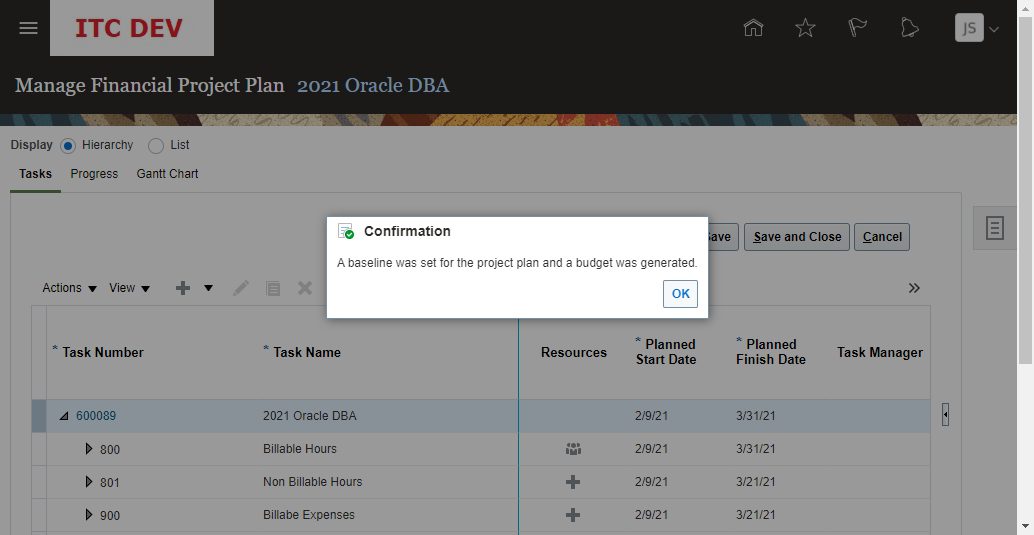 ITC DEV
JS
Manage Financial Project Plan 2021 Oracle DBA
Display Hierarchy List
Tasks Progress Gantt Chart
Confirmation
A baseline was set for the project plan and a budget was generated.
OK
Save and Close Cancel
Actions View
* Task Number * Task Name Resources * Planned Start Date * Planned Finish Date Task Manager
600089 2021 Oracle DBA 2/9/21 3/31/21
800 Billable Hours 2/9/21 3/31/21
801 Non Billable Hours 2/9/21 3/21/21
900 Billabe Expenses 2/9/21 3/21/21